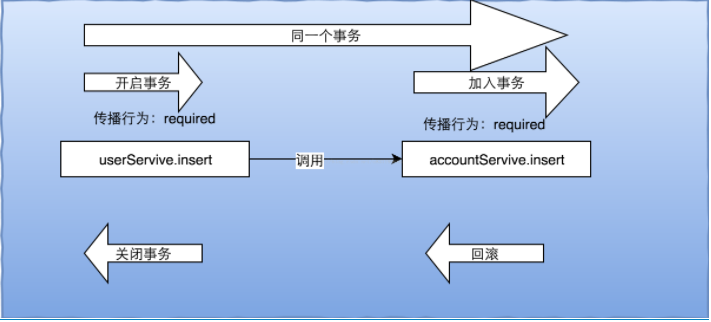 同一个事务
开启事务
加入事务
传播行为：required
传播行为：required
userServive.insert
调用
accountServive.insert
关闭事务
回滚